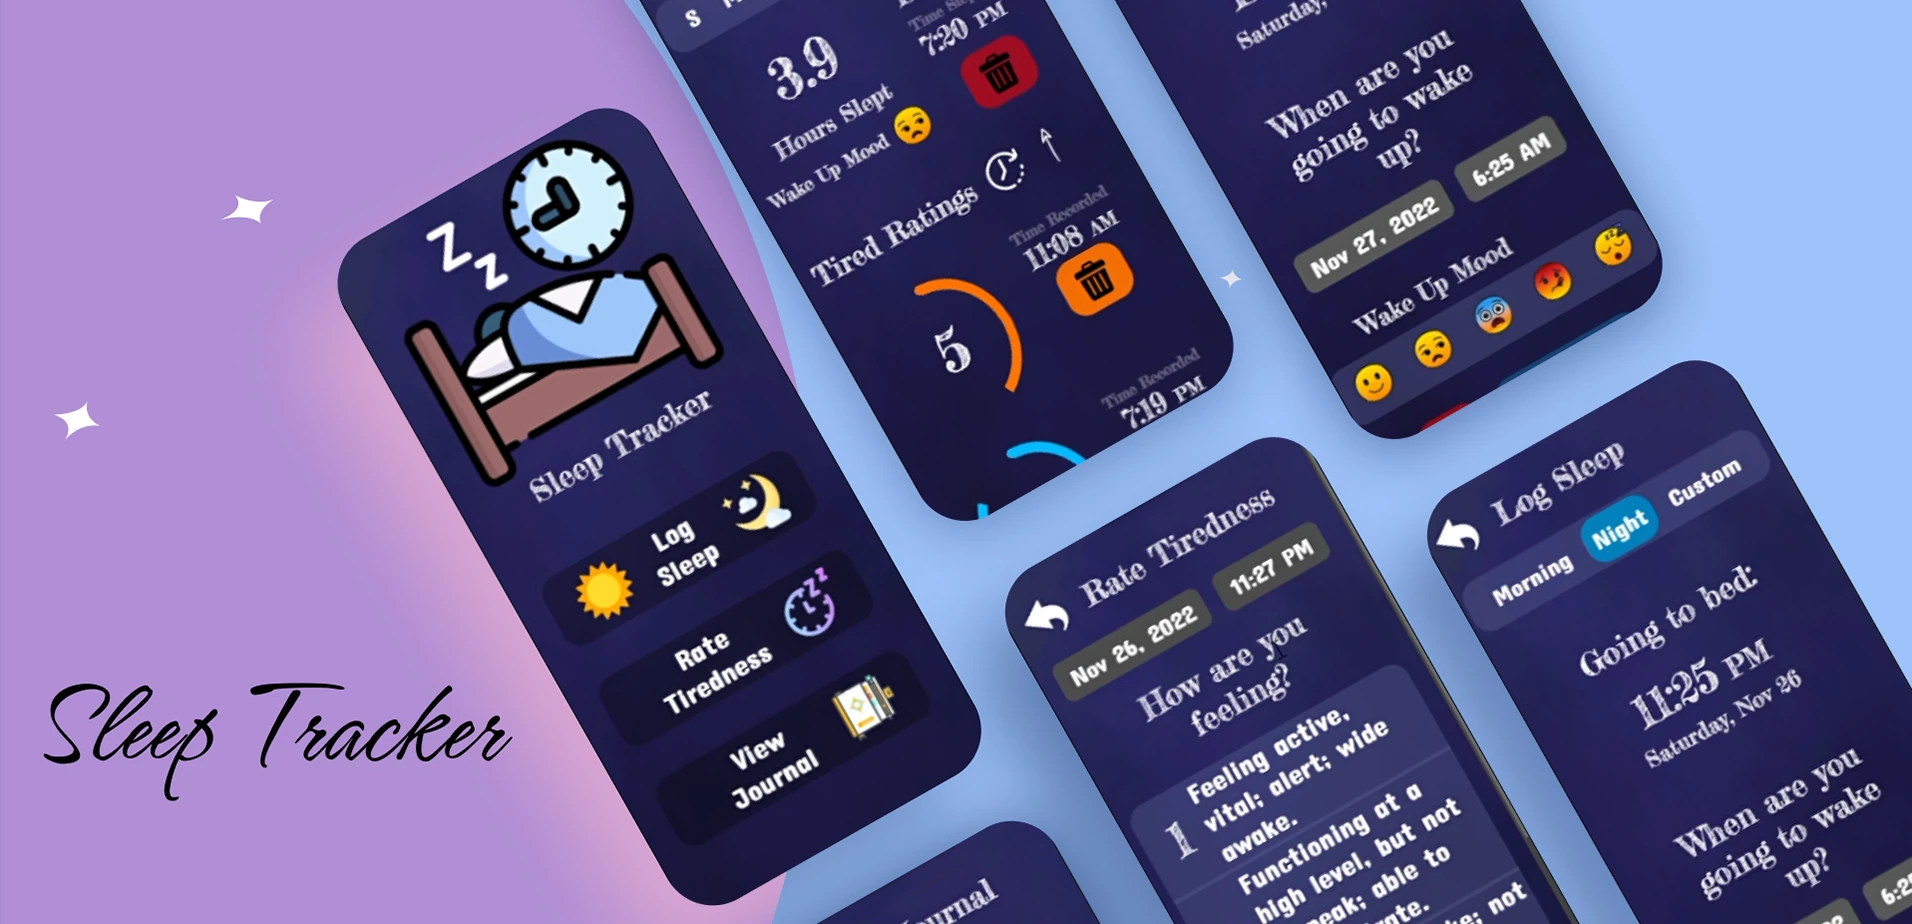 Sleep Tracker
Z
Z
Sleep Tracker
Log
Sleep
Rate
Tiredness
View
Journal
S
3.9
Hours Slept
Wake Up Mood
7:20 PM
Tired Ratings
Time Recorded
11:08 AM
5
Time Recorded
7:19 PM
Saturday,
When are you
going to wake
up?
Nov 27, 2022
6:25 AM
Wake Up Mood
Rate Tiredness
Nov 26, 2022
11:27 PM
How are you
feeling?
1
Feeling active,
vital; alert; wide
awake.
Functioning at a
high level, but not
able to
not
Log Sleep
Morning
Night
Custom
Going to bed:
11:25 PM
Saturday, Nov 26
When are you
going to wake
up?